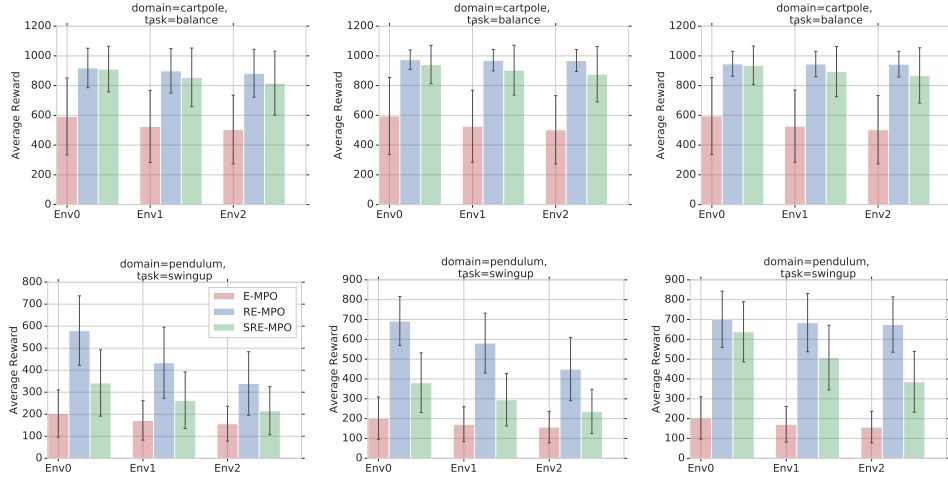 domain=cartpole,
task=balance
1200
1000
800
600
400
200
0
Average Reward
Env0 Env1 Env2
domain=cartpole,
task=balance
1200
1000
800
600
400
200
0
Average Reward
Env0 Env1 Env2
domain=cartpole,
task=balance
1200
1000
800
600
400
200
0
Average Reward
Env0 Env1 Env2
domain=pendulum,
task=swingup
800
700
600
500
400
300
200
100
0
Average Reward
E-MPO
RE-MPO
SRE-MPO
Env0 Env1 Env2
domain=pendulum,
task=swingup
900
800
700
600
500
400
300
200
100
0
Average Reward
Env0 Env1 Env2
domain=pendulum,
task=swingup
900
800
700
600
500
400
300
200
100
0
Average Reward
Env0 Env1 Env2